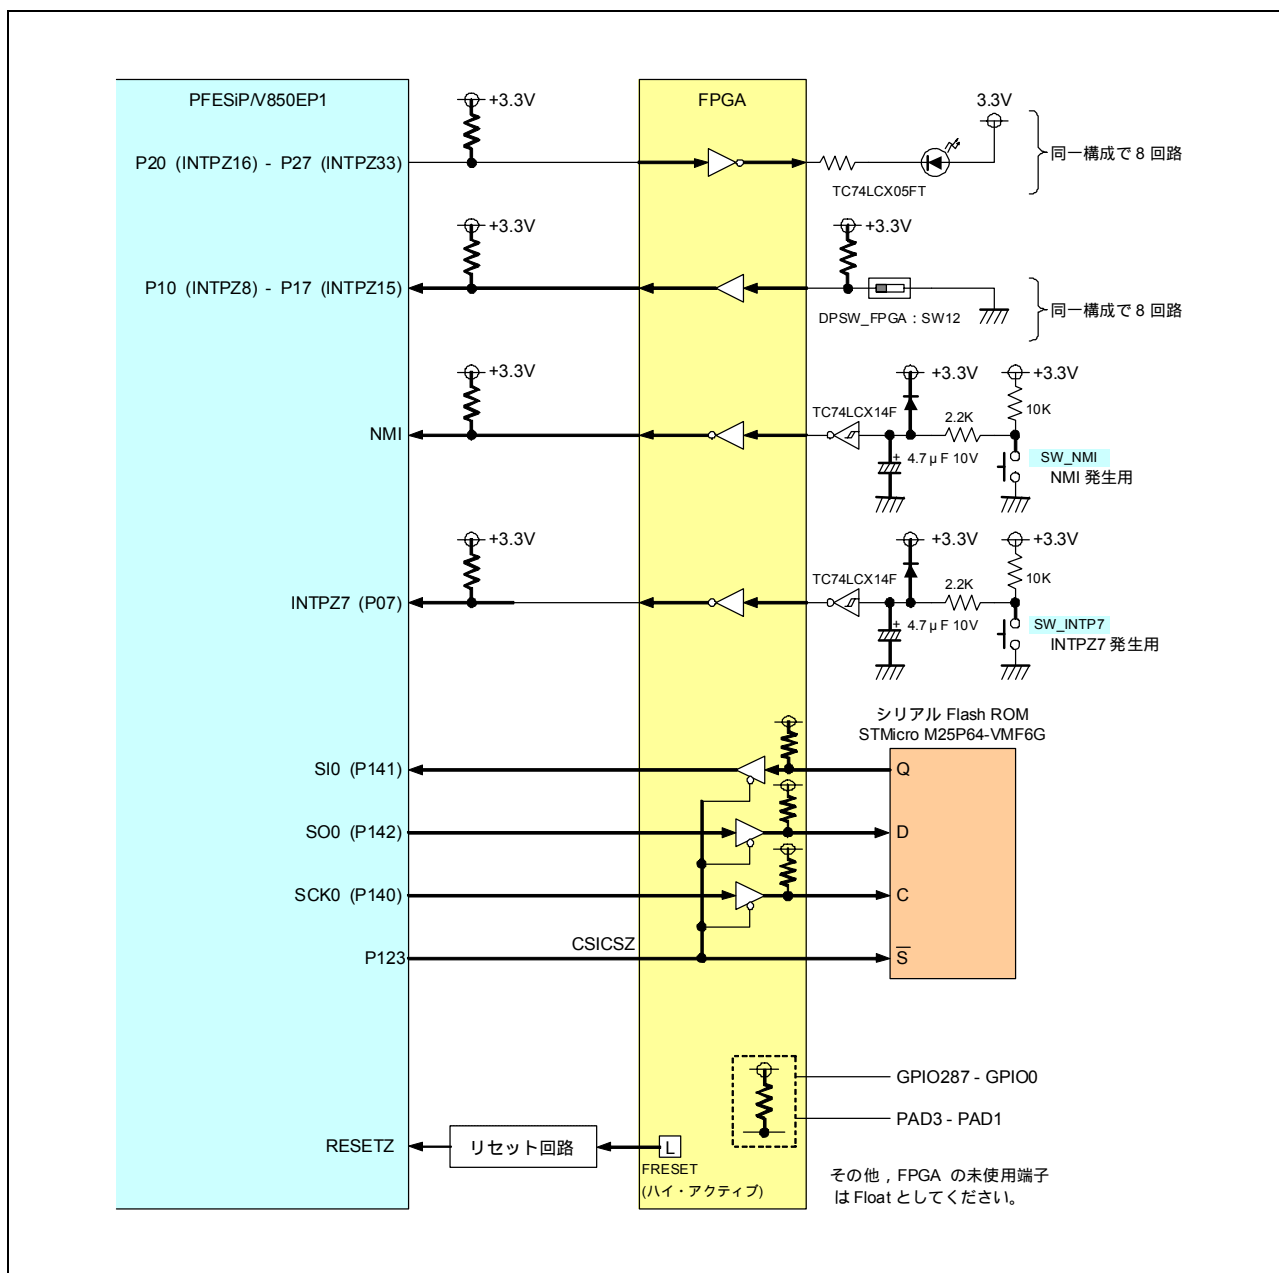 PFESiP/V850EP1
FPGA
+3.3V
3.3V
P20 (INTPZ16) - P27 (INTPZ33)
TC74LCX05FT
同一構成で 8 回路
+3.3V
+3.3V
P10 (INTPZ8) - P17 (INTPZ15)
DPSW_FPGA : SW12
同一構成で 8 回路
+3.3V
+3.3V
+3.3V
NMI
TC74LCX14F
2.2K
10K
+ 4.7 μ F 10V
SW_NMI
NMI 発生用
+3.3V
+3.3V
+3.3V
INTPZ7 (P07)
TC74LCX14F
2.2K
10K
+ 4.7 μ F 10V
SW_INTP7
INTPZ7 発生用
シリアル Flash ROM
STMicro M25P64-VMF6G
SI0 (P141)
Q
SO0 (P142)
D
SCK0 (P140)
C
P123
CSICSZ
S
GPIO287 - GPIO0
PAD3 - PAD1
RESETZ
リセット回路
L
FRESET
(ハイ・アクティブ)
その他 , FPGA の未使用端子
は Float としてください。